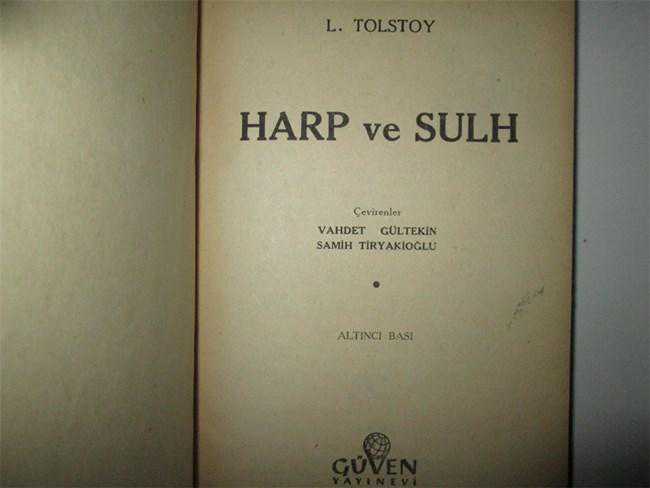 L. TOLSTOY
HARP ve SULH
Çevirenler
VAHDET GÜLTEKİN
SAMİH TİRYAKİOĞLU
ALTINCI BASI
GÜVEN
YAYINEVİ